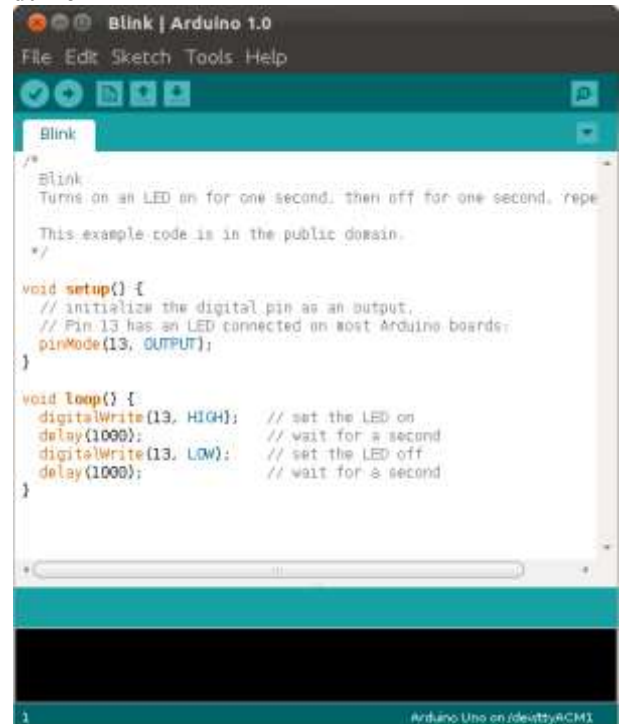 Blink | Arduino 1.0
File Edit Sketch Tools Help
Blink
/*
  Blink
  Turns on an LED on for one second, then off for one second, repe
  This example code is in the public domain.
 */
void setup() {
  // initialize the digital pin as an output.
  // Pin 13 has an LED connected on most Arduino boards:
  pinMode(13, OUTPUT);
}
void loop() {
  digitalWrite(13, HIGH);   // set the LED on
  delay(1000);              // wait for a second
  digitalWrite(13, LOW);    // set the LED off
  delay(1000);              // wait for a second
}
1
Arduino Uno on /dev/ttyACM1